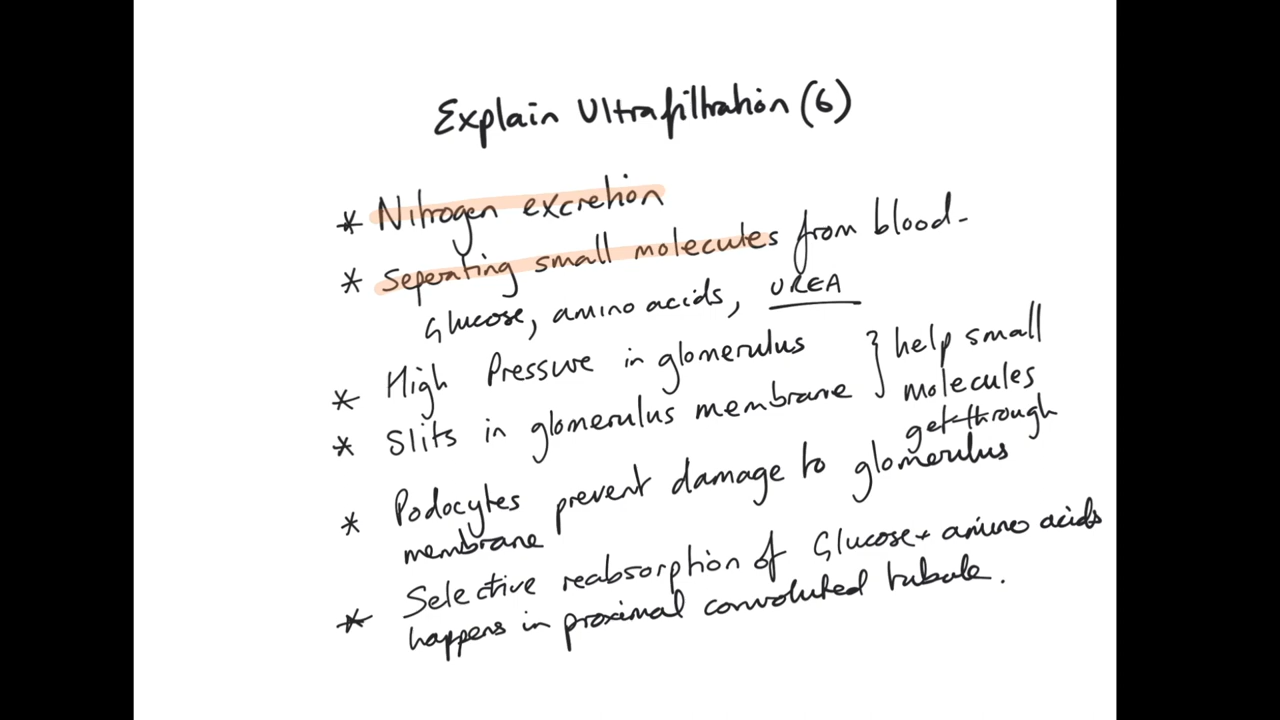 Explain Ultrafiltration (6)
* Nitrogen excretion
* Seperating small molecules from blood -
Glucose, amino acids, UREA
* High Pressure in glomerulus } help small
* Slits in glomerulus membrane molecules
get through
* Podocytes prevent damage to glomerulus
membrane
* Selective reabsorption of Glucose + amino acids
happens in proximal convoluted tubule.